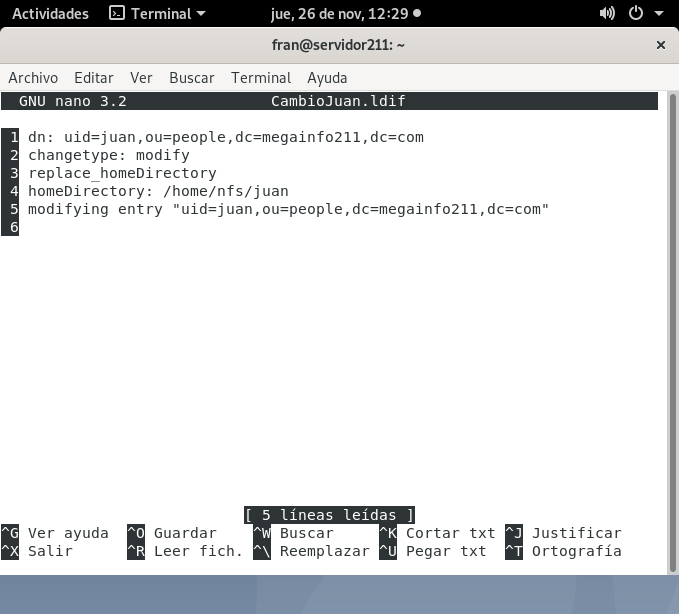 Actividades Terminal jue, 26 de nov, 12:29
fran@servidor211: ~ ×
Archivo Editar Ver Buscar Terminal Ayuda
GNU nano 3.2 CambioJuan.ldif
1 dn: uid=juan,ou=people,dc=megainfo211,dc=com
2 changetype: modify
3 replace_homeDirectory
4 homeDirectory: /home/nfs/juan
5 modifying entry "uid=juan,ou=people,dc=megainfo211,dc=com"
6
[ 5 líneas leídas ]
^G Ver ayuda ^O Guardar ^W Buscar ^K Cortar txt ^J Justificar
^X Salir ^R Leer fich. ^\ Reemplazar ^U Pegar txt ^T Ortografía